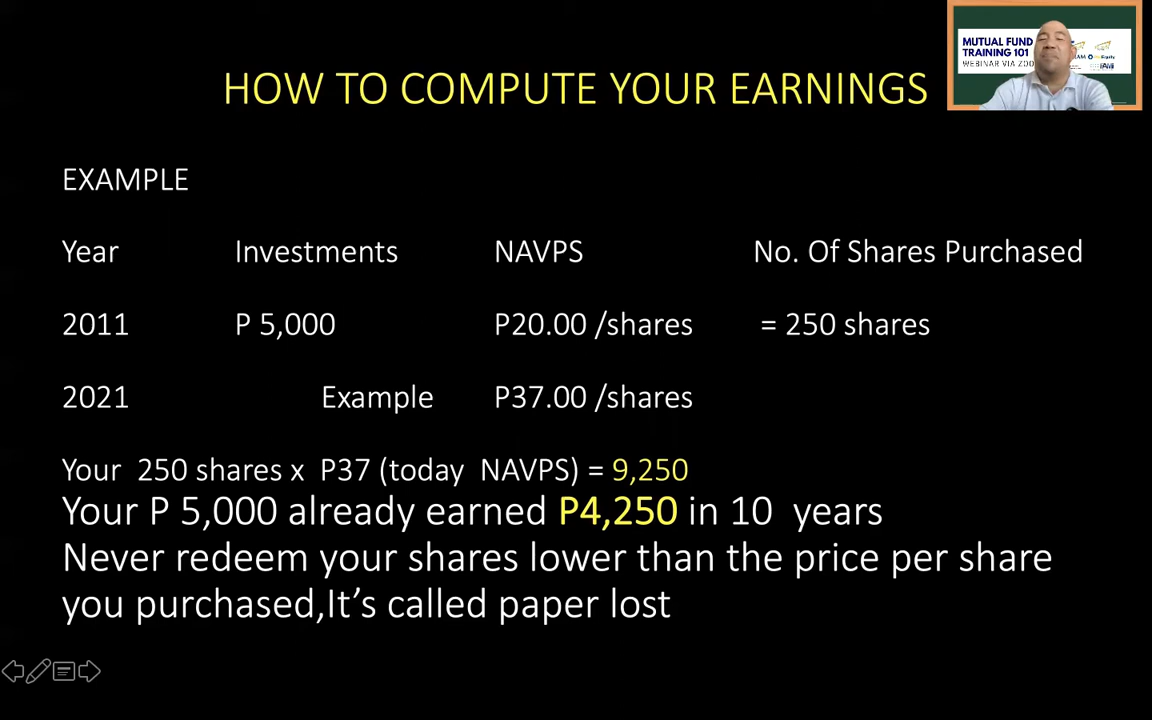 MUTUAL FUND
TRAINING 101
WEBINAR VIA ZOO
HOW TO COMPUTE YOUR EARNINGS
EXAMPLE
Year Investments NAVPS No. Of Shares Purchased
2011 P 5,000 P20.00 /shares = 250 shares
2021 Example P37.00 /shares
Your 250 shares x P37 (today NAVPS) = 9,250
Your P 5,000 already earned P4,250 in 10 years
Never redeem your shares lower than the price per share
you purchased,It’s called paper lost